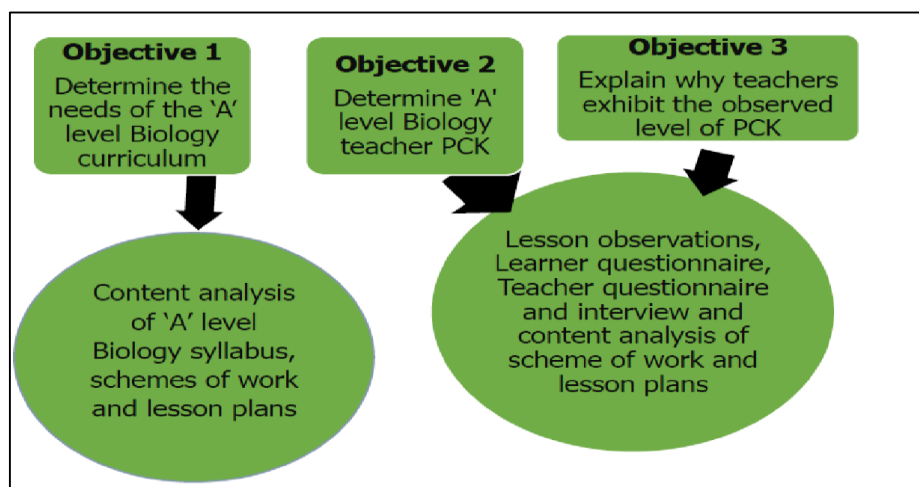 Objective 1
Determine the
needs of the ‘A’
level Biology
curriculum
Objective 2
Determine 'A'
level Biology
teacher PCK
Objective 3
Explain why teachers
exhibit the observed
level of PCK
Content analysis
of ‘A’ level
Biology syllabus,
schemes of work
and lesson plans
Lesson observations,
Learner questionnaire,
Teacher questionnaire
and interview and
content analysis of
scheme of work and
lesson plans